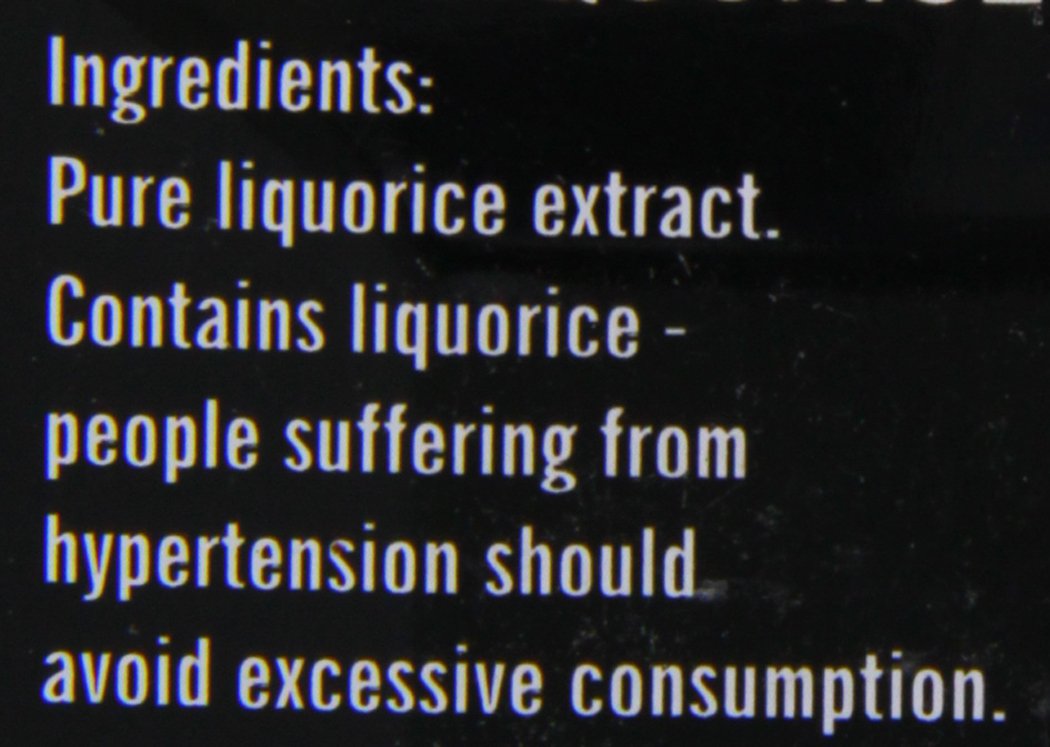 Ingredients:
Pure liquorice extract.
Contains liquorice -
people suffering from
hypertension should
avoid excessive consumption.